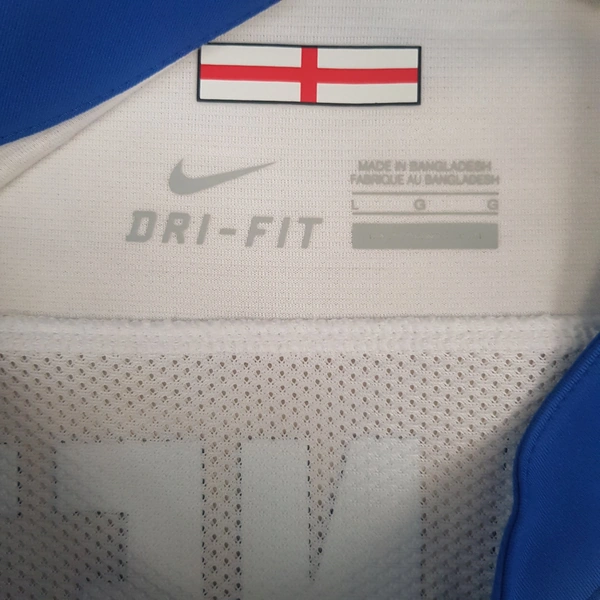 DRI-FIT
MADE IN BANGLADESH
FABRIQUE AU BANGLADESH
L G G